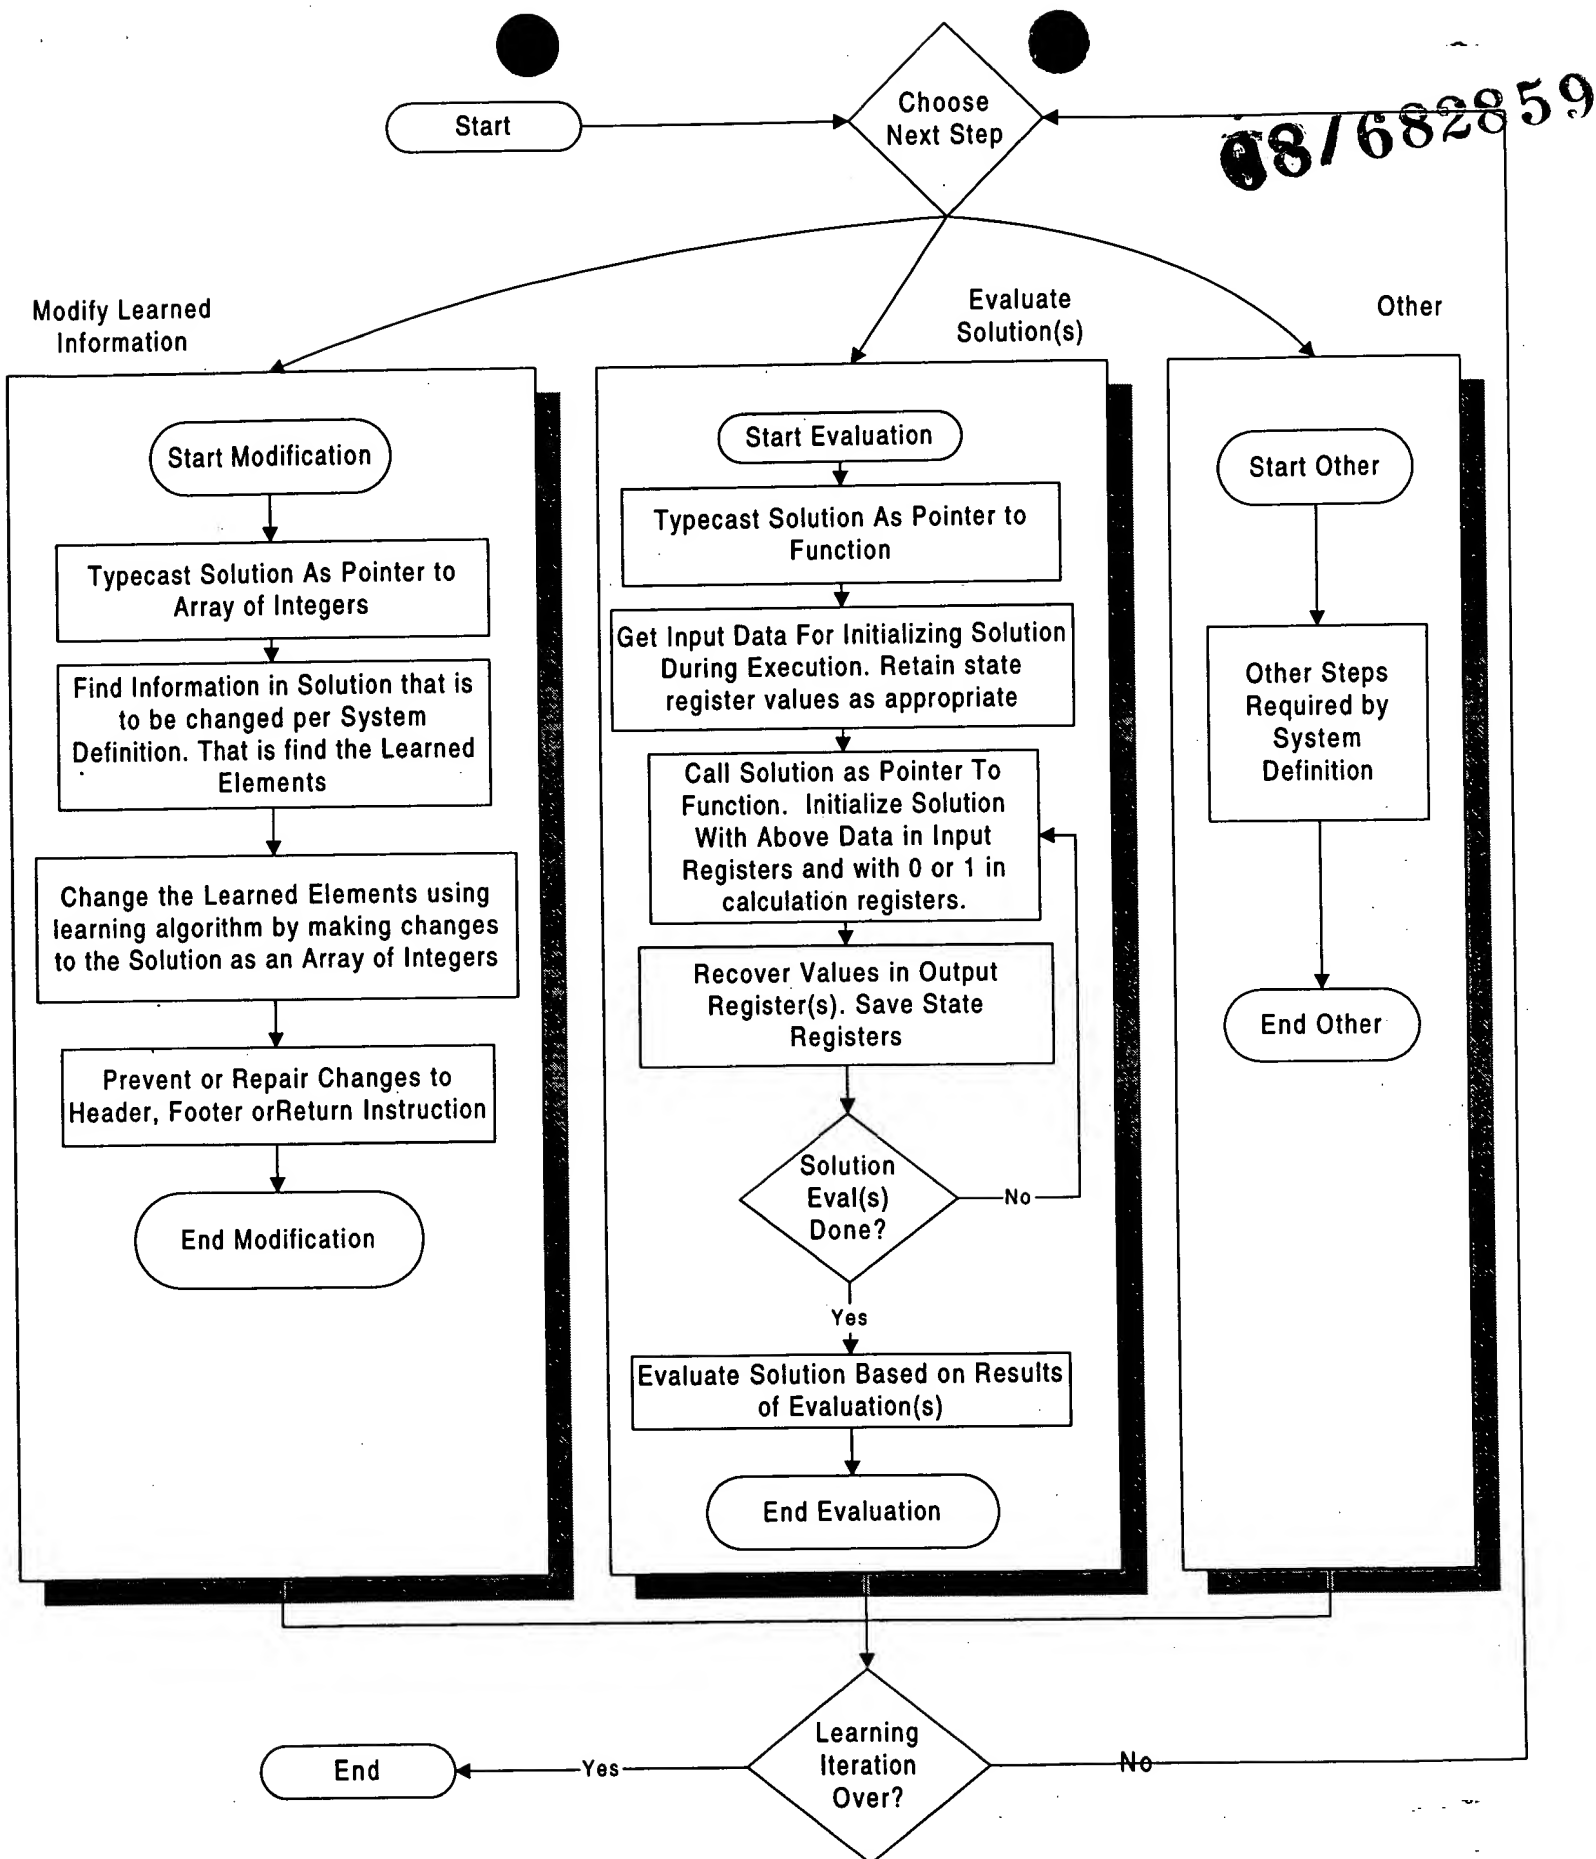 Start
Choose
Next Step
08/682859
Modify Learned
Information
Evaluate
Solution(s)
Other
Start Modification
Typecast Solution As Pointer to
Array of Integers
Find Information in Solution that is
to be changed per System
Definition. That is find the Learned
Elements
Change the Learned Elements using
learning algorithm by making changes
to the Solution as an Array of Integers
Prevent or Repair Changes to
Header, Footer orReturn Instruction
End Modification
Start Evaluation
Typecast Solution As Pointer to
Function
Get Input Data For Initializing Solution
During Execution. Retain state
register values as appropriate
Call Solution as Pointer To
Function. Initialize Solution
With Above Data in Input
Registers and with 0 or 1 in
calculation registers.
Recover Values in Output
Register(s). Save State
Registers
Solution
Eval(s)
Done?
No
Yes
Evaluate Solution Based on Results
of Evaluation(s)
End Evaluation
Start Other
Other Steps
Required by
System
Definition
End Other
Learning
Iteration
Over?
Yes
No
End